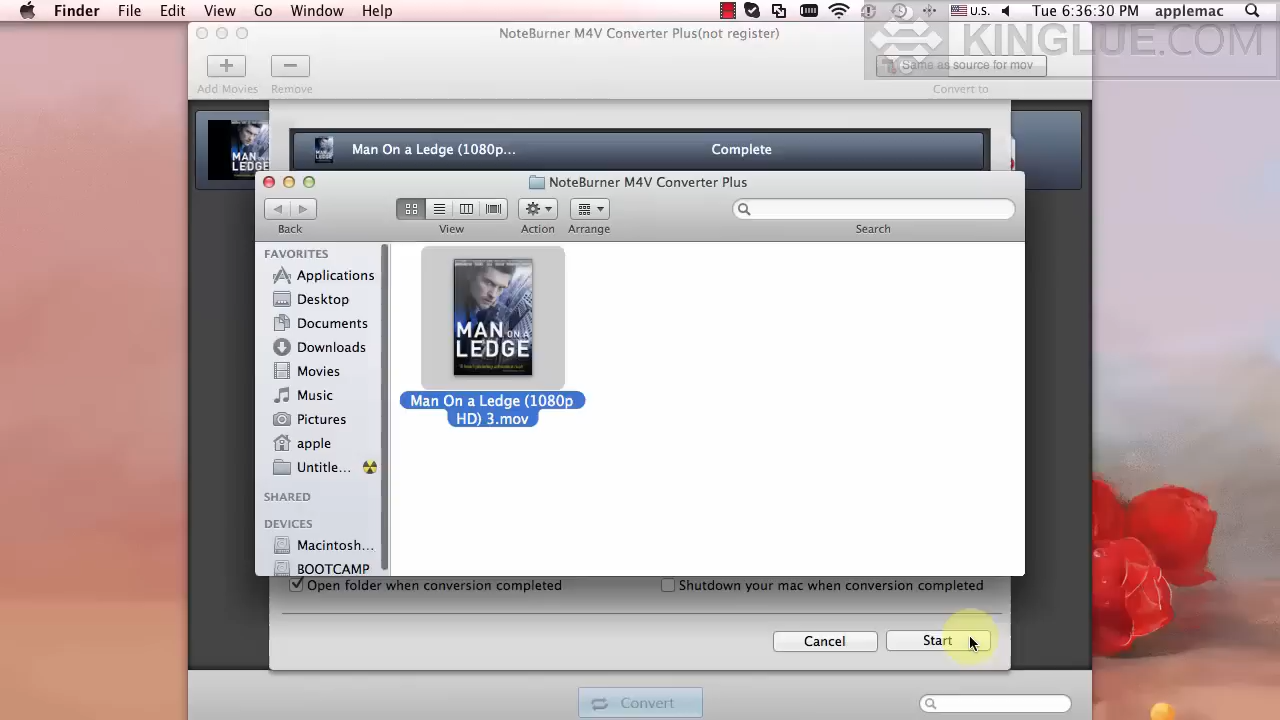 Finder File Edit View Go Window Help U.S. Tue 6:36:30 PM applemac
NoteBurner M4V Converter Plus(not register)
KINGLUE.COM
Same as source for mov
Add Movies Remove Convert to
MAN
LEDGE
Man On a Ledge (1080p... Complete
NoteBurner M4V Converter Plus
Back View Action Arrange Search
FAVORITES
Applications
Desktop
Documents
Downloads
Movies
Music
Pictures
apple
Untitle...
SHARED
DEVICES
Macintosh...
BOOTCAMP
MAN ON A
LEDGE
Man On a Ledge (1080p
HD) 3.mov
Open folder when conversion completed Shutdown your mac when conversion completed
Cancel Start
Convert